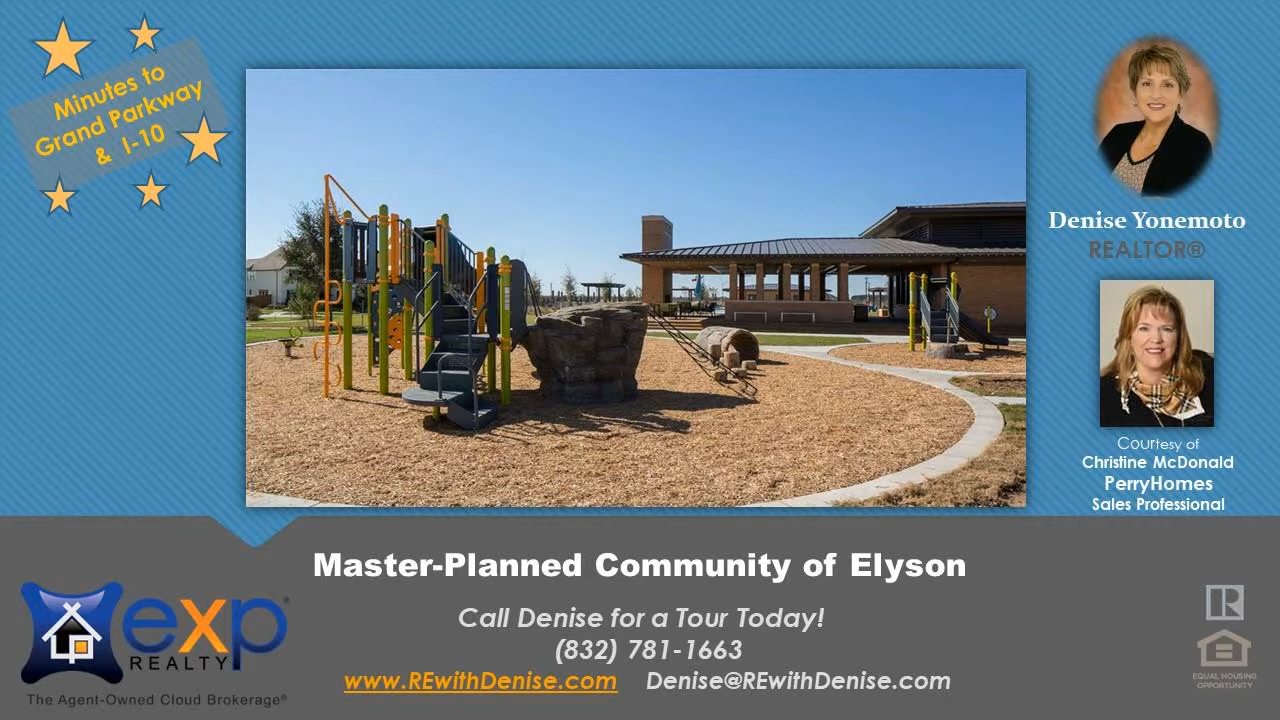 Minutes to
Grand Parkway
& I-10
Denise Yonemoto
REALTOR®
Courtesy of
Christine McDonald
PerryHomes
Sales Professional
Master-Planned Community of Elyson
Call Denise for a Tour Today!
(832) 781-1663
www.REwithDenise.com Denise@REwithDenise.com
exp®
REALTY
The Agent-Owned Cloud Brokerage®
R
EQUAL HOUSING
OPPORTUNITY